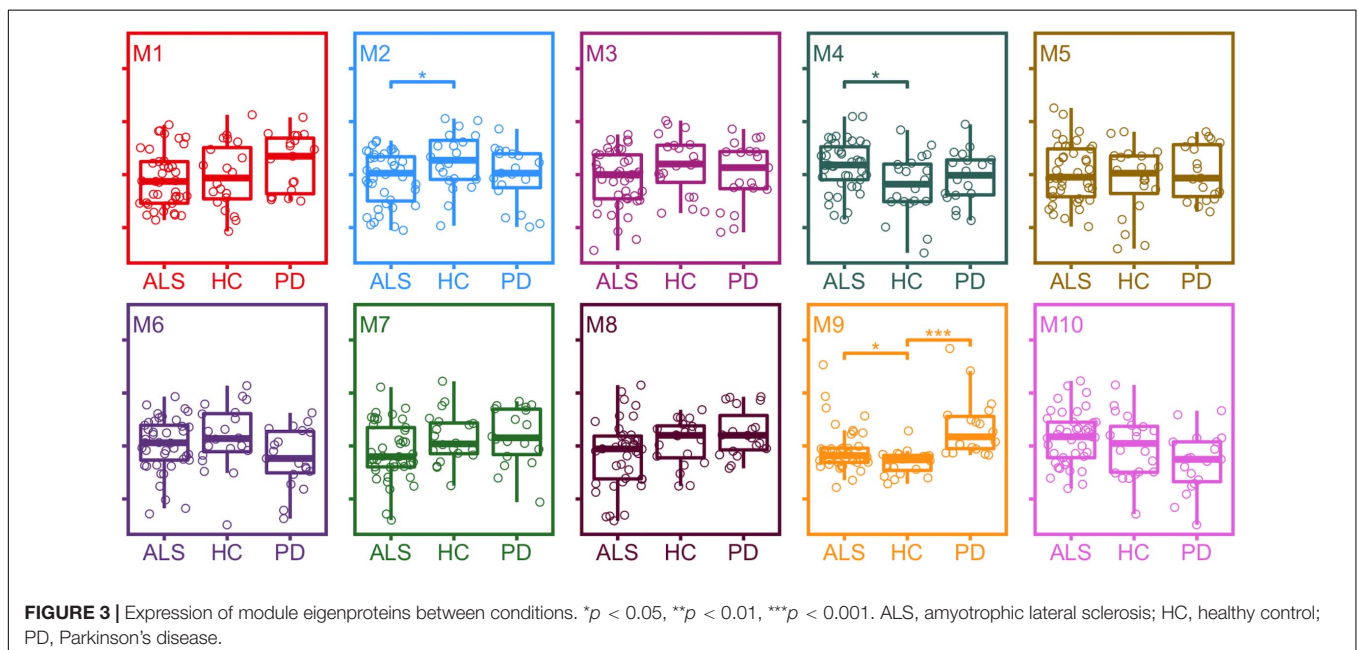 M1
M2
M3
M4
M5
*
*
ALS HC PD
ALS HC PD
ALS HC PD
ALS HC PD
ALS HC PD
M6
M7
M8
M9
M10
*
***
ALS HC PD
ALS HC PD
ALS HC PD
ALS HC PD
ALS HC PD
FIGURE 3 | Expression of module eigenproteins between conditions. *p < 0.05, **p < 0.01, ***p < 0.001. ALS, amyotrophic lateral sclerosis; HC, healthy control;
PD, Parkinson's disease.